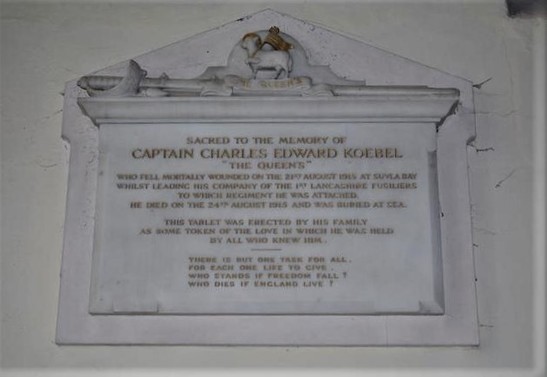 THE QUEEN'S
SACRED TO THE MEMORY OF
CAPTAIN CHARLES EDWARD KOEBEL
"THE QUEEN'S"
WHO FELL MORTALLY WOUNDED ON THE 21ST AUGUST 1915 AT SUVLA BAY
WHILST LEADING HIS COMPANY OF THE 1ST LANCASHIRE FUSILIERS
TO WHICH REGIMENT HE WAS ATTACHED.
HE DIED ON THE 24TH AUGUST 1915 AND WAS BURIED AT SEA.
THIS TABLET WAS ERECTED BY HIS FAMILY
AS SOME TOKEN OF THE LOVE IN WHICH HE WAS HELD
BY ALL WHO KNEW HIM.
THERE IS BUT ONE TASK FOR ALL.
FOR EACH ONE LIFE TO GIVE.
WHO STANDS IF FREEDOM FALL?
WHO DIES IF ENGLAND LIVE?